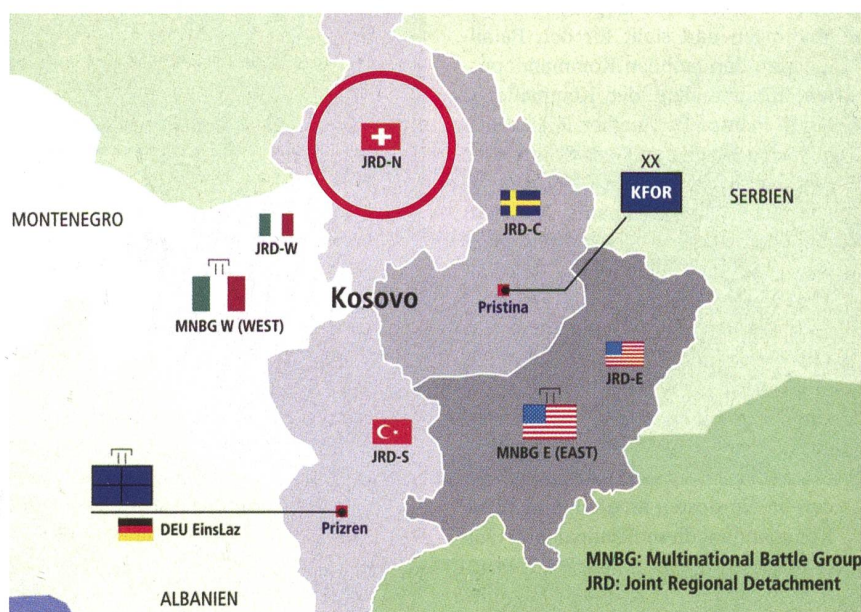 JRD-N
XX
KFOR
SERBIEN
MONTENEGRO
JRD-W
JRD-C
MNBG W (WEST)
Kosovo
Pristina
JRD-E
MNBG E (EAST)
JRD-S
DEU EinsLaz
Prizren
ALBANIEN
MNBG: Multinational Battle Group
JRD: Joint Regional Detachment